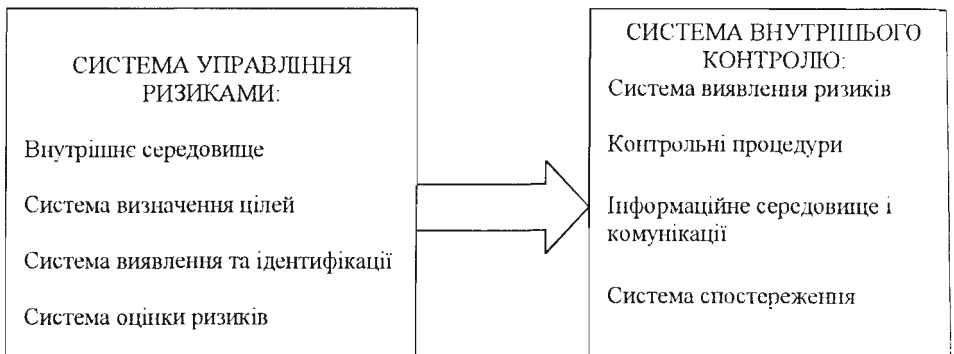 СИСТЕМА УПРАВЛІННЯ
РИЗИКАМИ:
Внутрішнє середовище
Система визначення цілей
Система виявлення та ідентифікації
Система оцінки ризиків
СИСТЕМА ВНУТРІШЬОГО
КОНТРОЛЮ:
Система виявлення ризиків
Контрольні процедури
Інформаційне середовище і
комунікації
Система спостереження